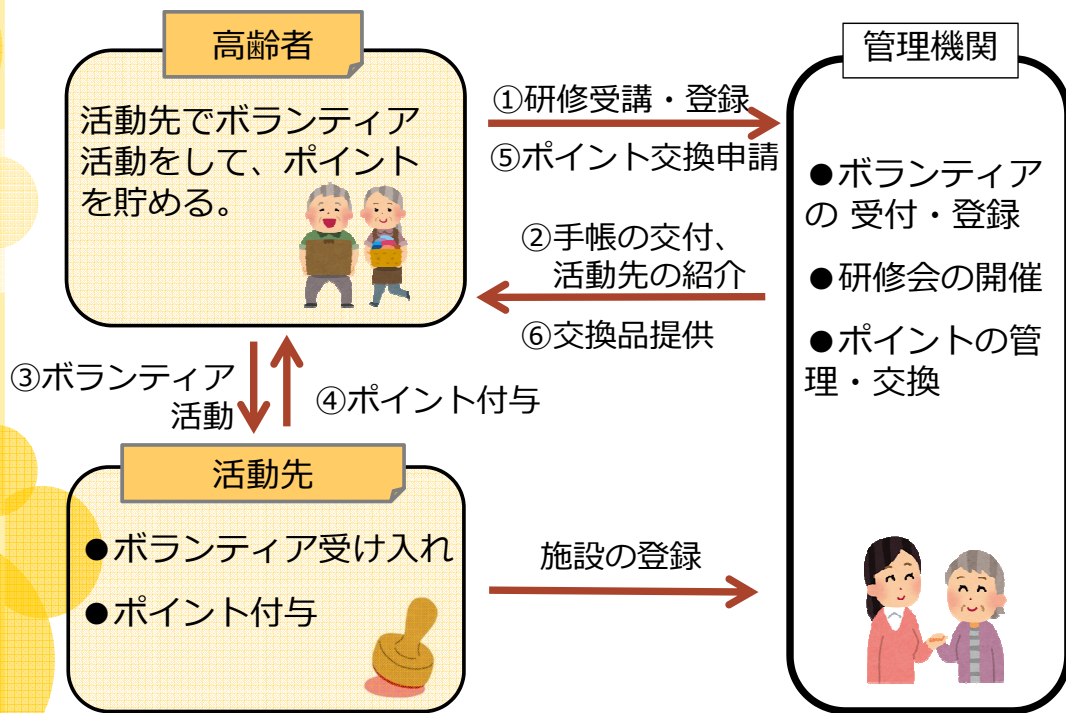 高齢者
活動先でボランティア
活動をして、ポイント
を貯める。
①研修受講・登録
⑤ポイント交換申請
②手帳の交付、
活動先の紹介
⑥交換品提供
管理機関
●ボランティア
の 受付・登録
●研修会の開催
●ポイントの管
理・交換
③ボランティア
活動
④ポイント付与
活動先
●ボランティア受け入れ
●ポイント付与
施設の登録